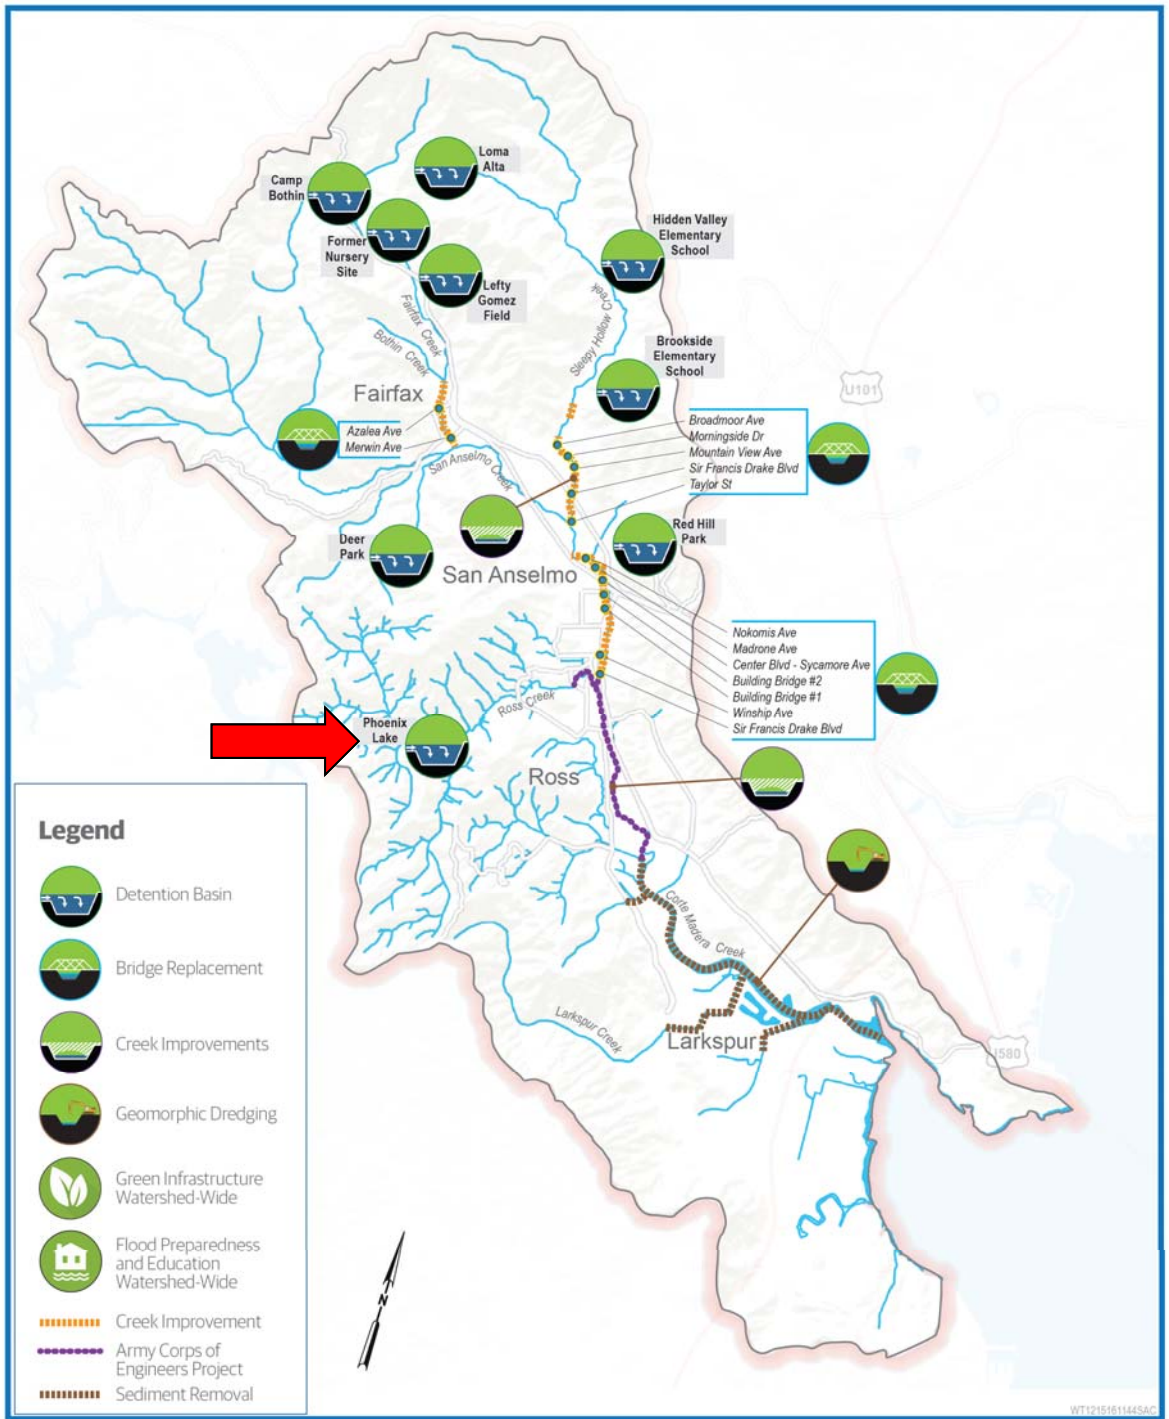 Loma
Alta
Camp
Bothin
Former
Nursery
Site
Hidden Valley
Elementary
School
Lefty
Gomez
Field
Fairfax Creek
Bothin Creek
Sleepy Hollow Creek
Brookside
Elementary
School
U101
Fairfax
Azalea Ave
Merwin Ave
Broadmoor Ave
Morningside Dr
Mountain View Ave
Sir Francis Drake Blvd
Taylor St
San Anselmo Creek
Deer
Park
Red Hill
Park
San Anselmo
Nokomis Ave
Madrone Ave
Center Blvd - Sycamore Ave
Building Bridge #2
Building Bridge #1
Winship Ave
Sir Francis Drake Blvd
Ross Creek
Phoenix
Lake
Ross
Corte Madera Creek
Larkspur Creek
Larkspur
I580
Legend
Detention Basin
Bridge Replacement
Creek Improvements
Geomorphic Dredging
Green Infrastructure
Watershed-Wide
Flood Preparedness
and Education
Watershed-Wide
Creek Improvement
Army Corps of
Engineers Project
Sediment Removal
N
WT1215161144SAC